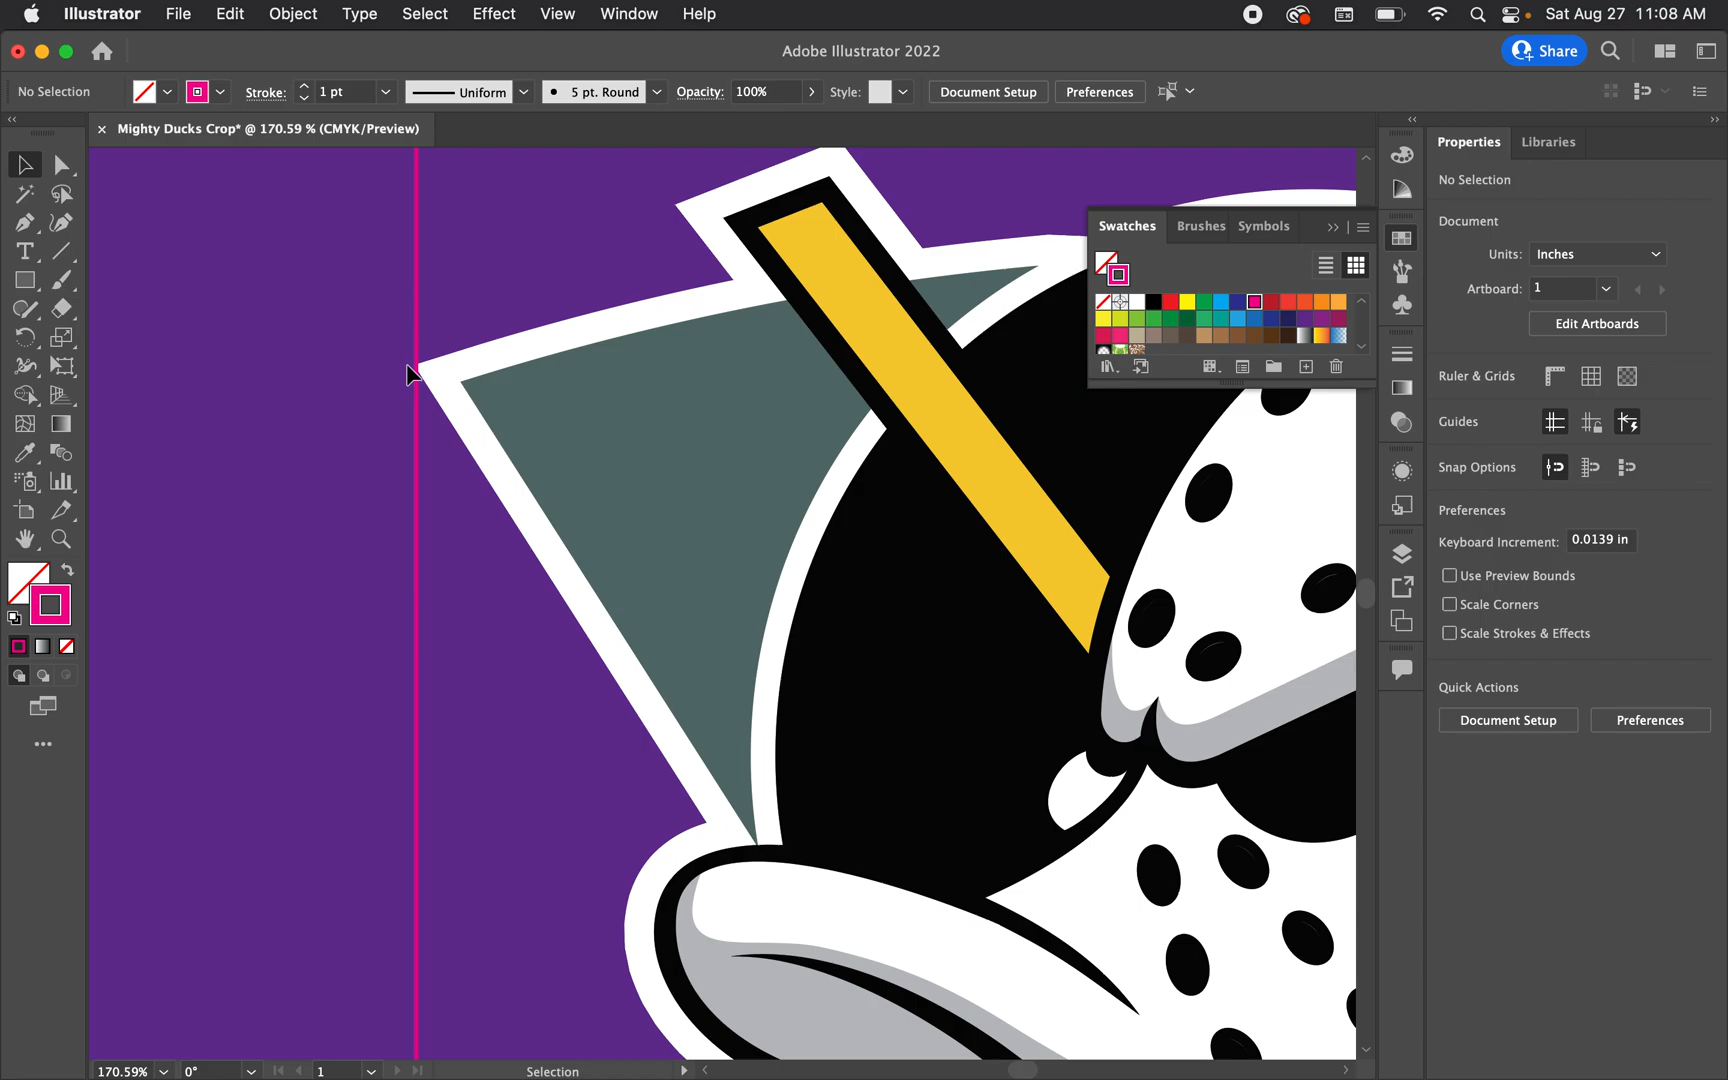 Illustrator File Edit Object Type Select Effect View Window Help Sat Aug 27 11:08 AM
Adobe Illustrator 2022 Share
No Selection Stroke: 1 pt Uniform 5 pt. Round Opacity: 100% Style: Document Setup Preferences
Mighty Ducks Crop* @ 170.59 % (CMYK/Preview)
Swatches Brushes Symbols
Properties Libraries
No Selection
Document
Units: Inches
Artboard: 1
Edit Artboards
Ruler & Grids
Guides
Snap Options
Preferences
Keyboard Increment: 0.0139 in
Use Preview Bounds
Scale Corners
Scale Strokes & Effects
Quick Actions
Document Setup Preferences
170.59% 0° 1 Selection